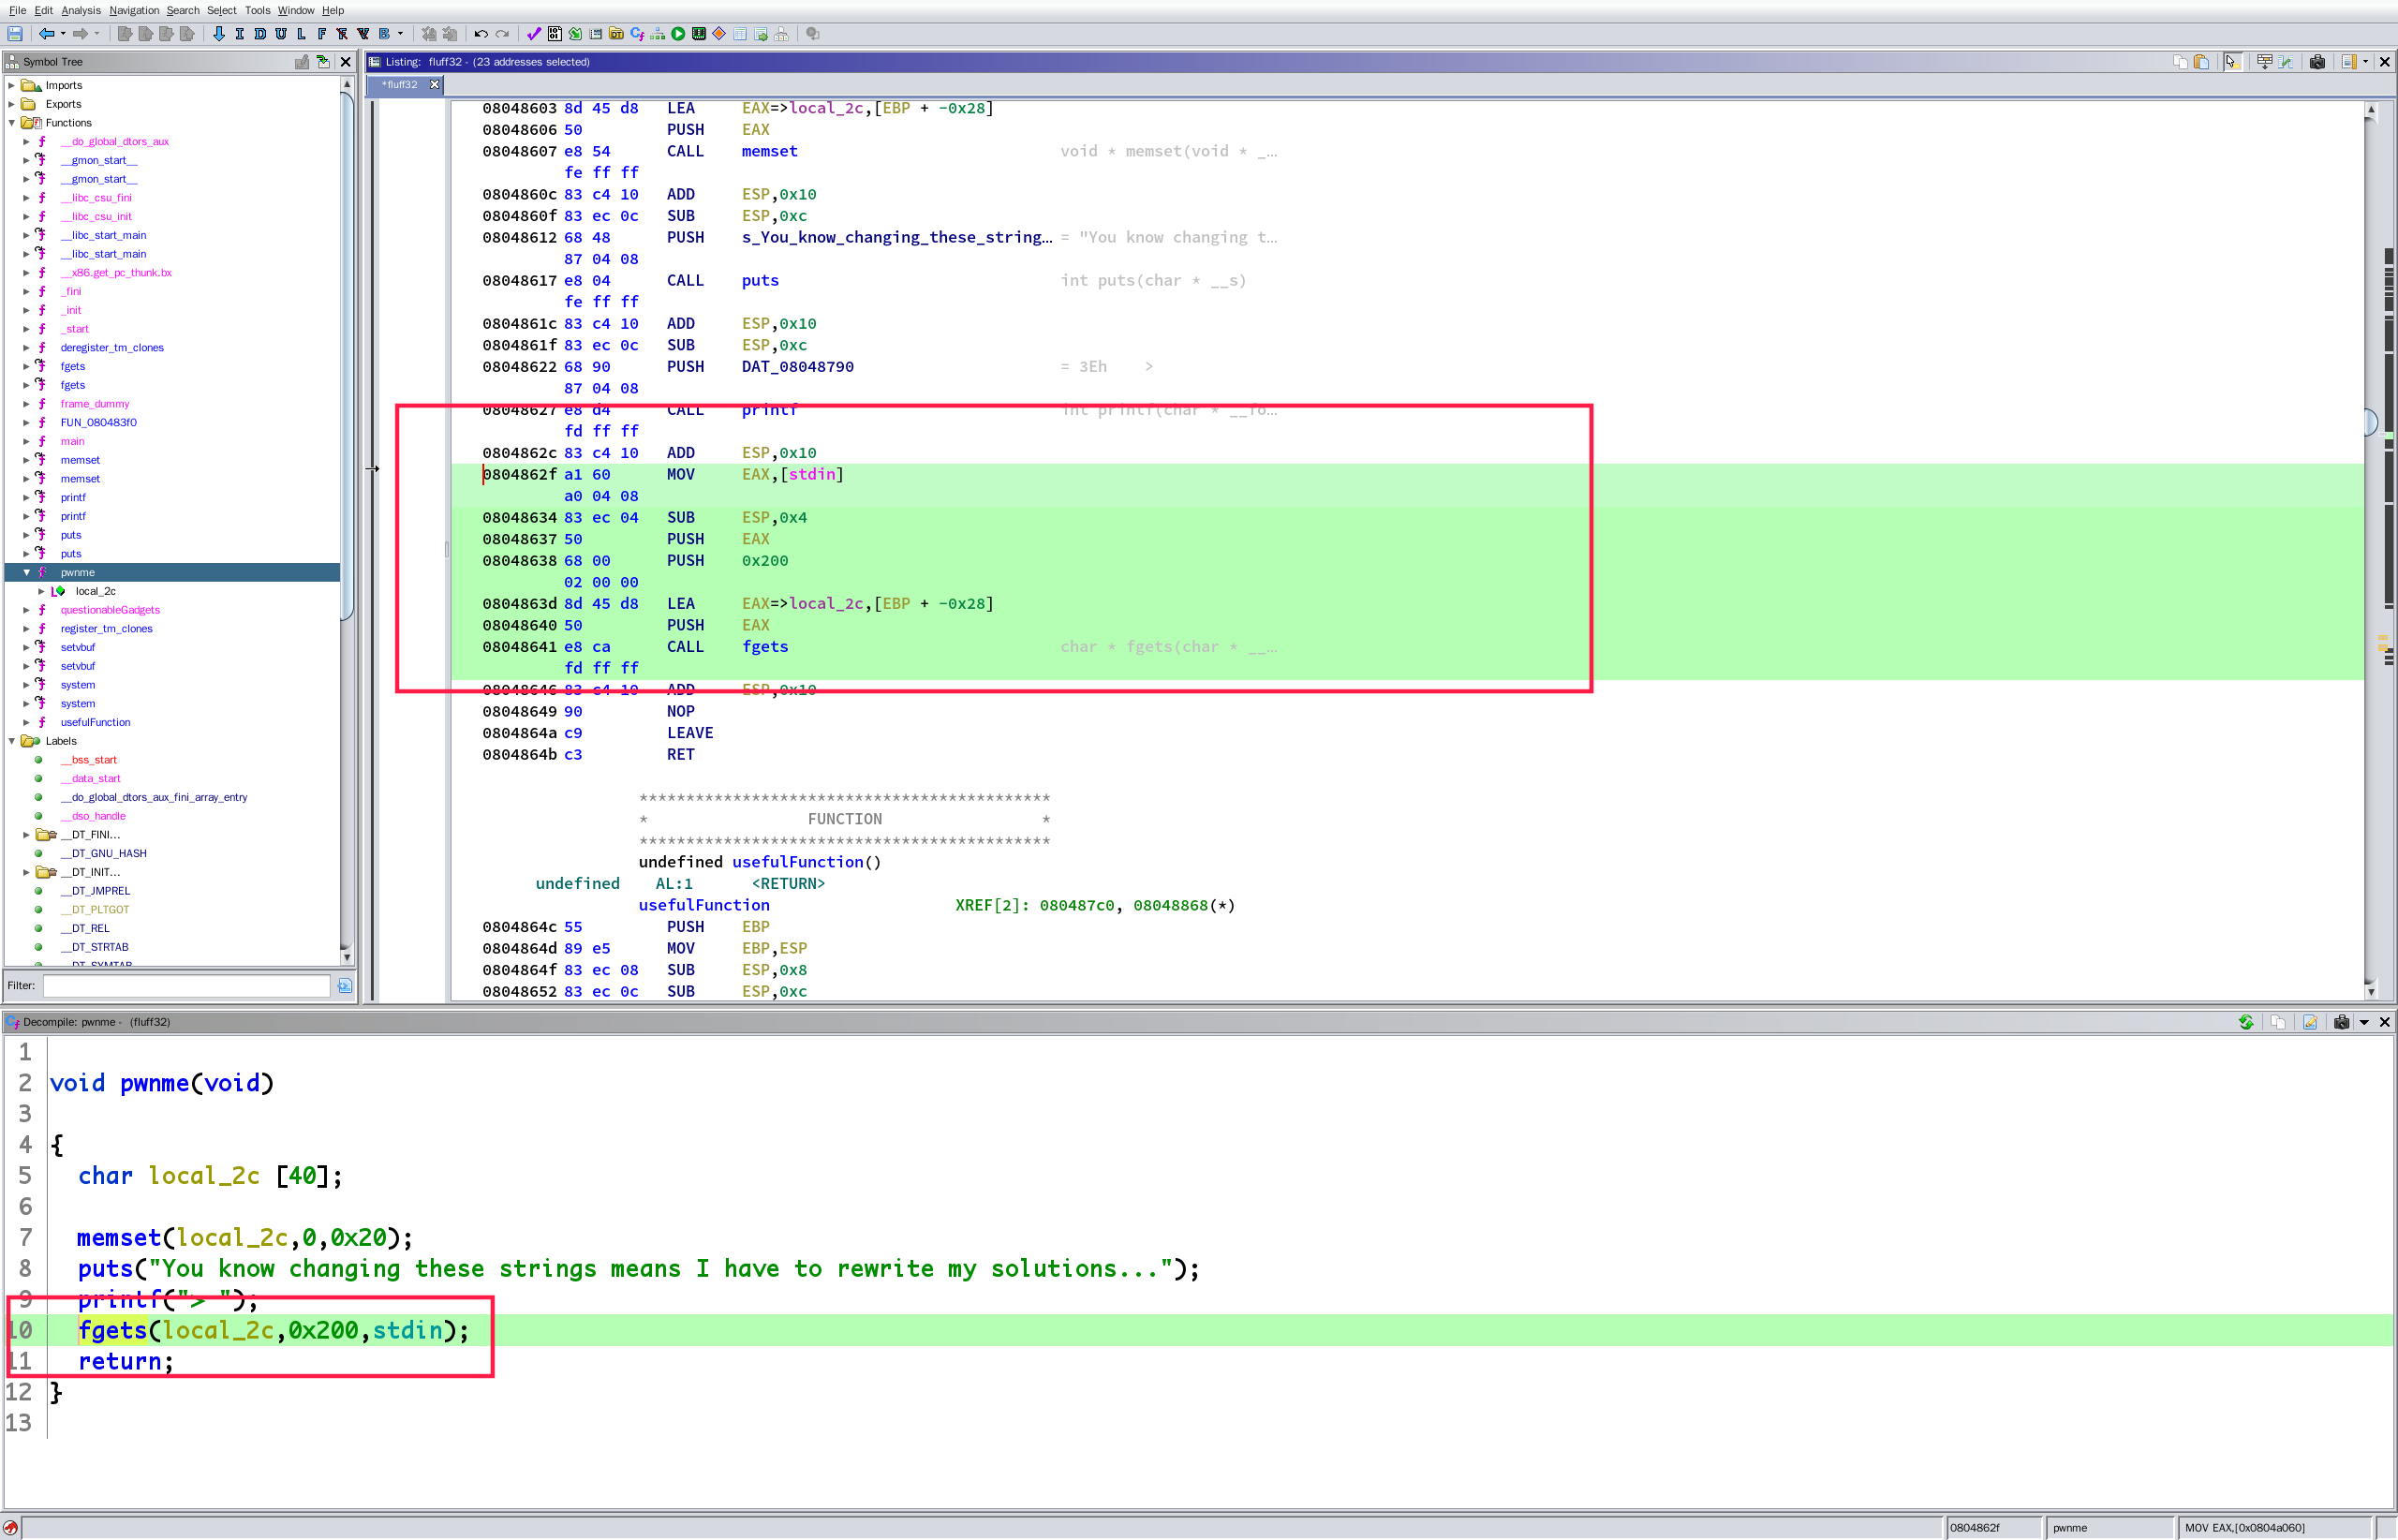 File Edit Analysis Navigation Search Select Tools Window Help
I D U L F B
Symbol Tree
Imports
Exports
Functions
__do_global_dtors_aux
__gmon_start__
__gmon_start__
__libc_csu_fini
__libc_csu_init
__libc_start_main
__libc_start_main
__x86.get_pc_thunk.bx
_fini
_init
_start
deregister_tm_clones
fgets
fgets
frame_dummy
FUN_080483f0
main
memset
memset
printf
printf
puts
puts
pwnme
local_2c
questionableGadgets
register_tm_clones
setvbuf
setvbuf
system
system
usefulFunction
Labels
__bss_start
__data_start
__do_global_dtors_aux_fini_array_entry
__dso_handle
__DT_FINI...
__DT_GNU_HASH
__DT_INIT...
__DT_JMPREL
__DT_PLTGOT
__DT_REL
__DT_STRTAB
__DT_SYMTAB
Filter:
Listing: fluff32 - (23 addresses selected)
*fluff32
08048603 8d 45 d8 LEA EAX=>local_2c,[EBP + -0x28]
08048606 50 PUSH EAX
08048607 e8 54 CALL memset void * memset(void * _…
fe ff ff
0804860c 83 c4 10 ADD ESP,0x10
0804860f 83 ec 0c SUB ESP,0xc
08048612 68 48 PUSH s_You_know_changing_these_string… = "You know changing t…
87 04 08
08048617 e8 04 CALL puts int puts(char * __s)
fe ff ff
0804861c 83 c4 10 ADD ESP,0x10
0804861f 83 ec 0c SUB ESP,0xc
08048622 68 90 PUSH DAT_08048790 = 3Eh >
87 04 08
08048627 e8 d4 CALL printf int printf(char * __fo…
fd ff ff
0804862c 83 c4 10 ADD ESP,0x10
0804862f a1 60 MOV EAX,[stdin]
a0 04 08
08048634 83 ec 04 SUB ESP,0x4
08048637 50 PUSH EAX
08048638 68 00 PUSH 0x200
02 00 00
0804863d 8d 45 d8 LEA EAX=>local_2c,[EBP + -0x28]
08048640 50 PUSH EAX
08048641 e8 ca CALL fgets char * fgets(char * __…
fd ff ff
08048646 83 c4 10 ADD ESP,0x10
08048649 90 NOP
0804864a c9 LEAVE
0804864b c3 RET
********************************************
* FUNCTION *
********************************************
undefined usefulFunction()
undefined AL:1 <RETURN>
usefulFunction XREF[2]: 080487c0, 08048868(*)
0804864c 55 PUSH EBP
0804864d 89 e5 MOV EBP,ESP
0804864f 83 ec 08 SUB ESP,0x8
08048652 83 ec 0c SUB ESP,0xc
Decompile: pwnme - (fluff32)
1
2 void pwnme(void)
3
4 {
5 char local_2c [40];
6
7 memset(local_2c,0,0x20);
8 puts("You know changing these strings means I have to rewrite my solutions...");
9 printf("> ");
10 fgets(local_2c,0x200,stdin);
11 return;
12 }
13
0804862f pwnme MOV EAX,[0x0804a060]